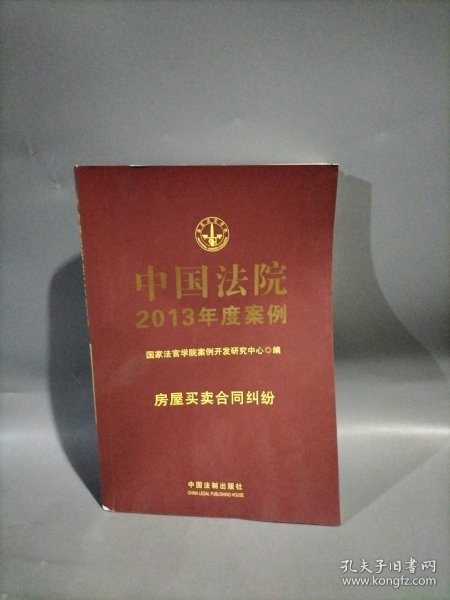 中国法院
2013年度案例
国家法官学院案例开发研究中心◎编
房屋买卖合同纠纷
中国法制出版社
CHINA LEGAL PUBLISHING HOUSE
孔夫子旧书网
www.kongfz.com